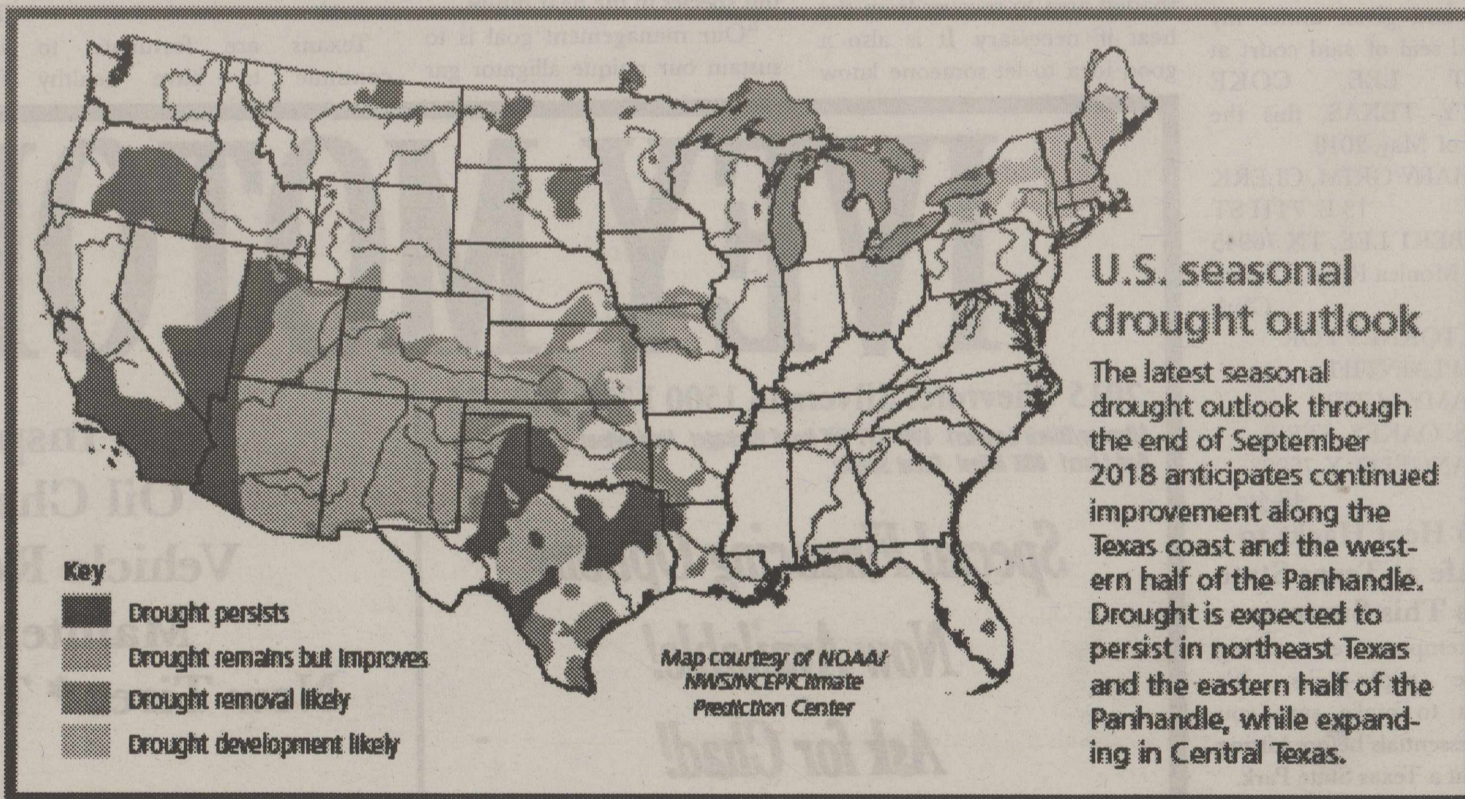 U.S. seasonal
drought outlook
The latest seasonal
drought outlook through
the end of September
2018 anticipates continued
improvement along the
Texas coast and the west-
ern half of the Panhandle.
Drought is expected to
persist in northeast Texas
and the eastern half of the
Panhandle, while expand-
ing in Central Texas.
Key
Drought persists
Drought remains but improves
Drought removal likely
Drought development likely
Map courtesy of NOAA/
NWS/NCEP/Climate
Prediction Center